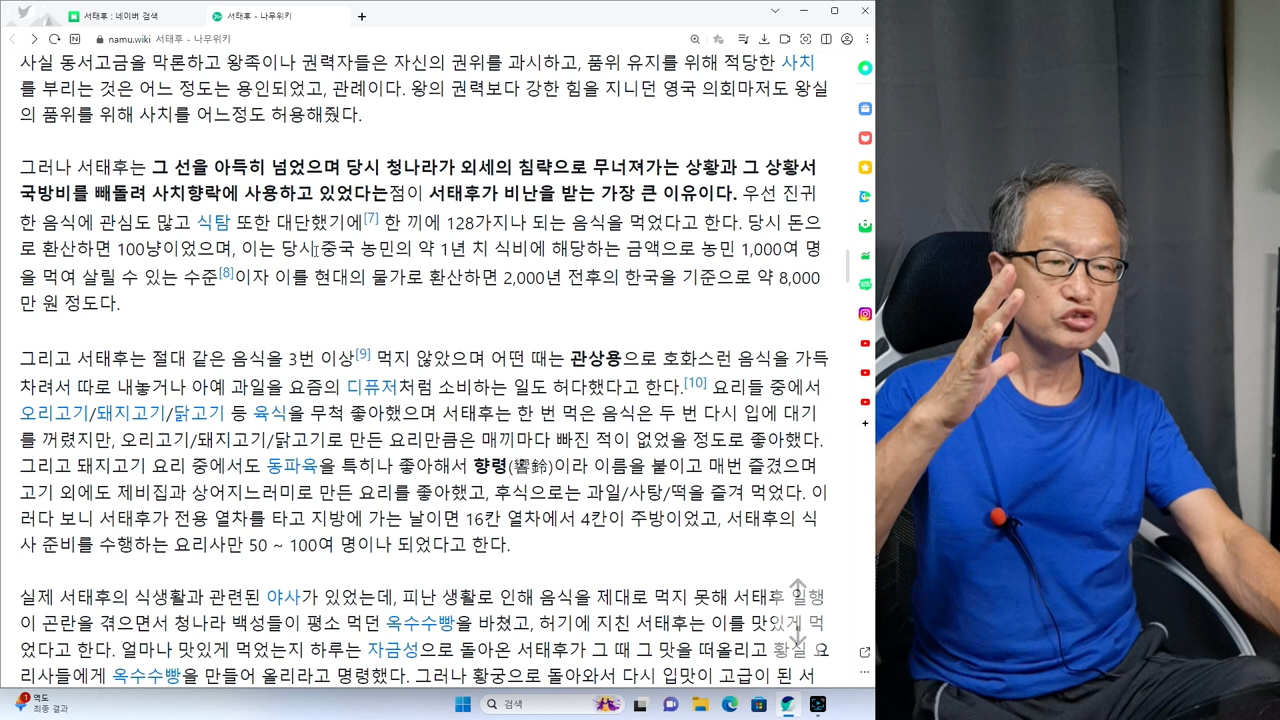 서태후 : 네이버 검색
서태후 - 나무위키
namu.wiki 서태후 - 나무위키
사실 동서고금을 막론하고 왕족이나 권력자들은 자신의 권위를 과시하고, 품위 유지를 위해 적당한 사치
를 부리는 것은 어느 정도는 용인되었고, 관례이다. 왕의 권력보다 강한 힘을 지니던 영국 의회마저도 왕실
의 품위를 위해 사치를 어느정도 허용해줬다.
그러나 서태후는 그 선을 아득히 넘었으며 당시 청나라가 외세의 침략으로 무너져가는 상황과 그 상황서
국방비를 빼돌려 사치향락에 사용하고 있었다는점이 서태후가 비난을 받는 가장 큰 이유이다. 우선 진귀
한 음식에 관심도 많고 식탐 또한 대단했기에[7] 한 끼에 128가지나 되는 음식을 먹었다고 한다. 당시 돈으
로 환산하면 100냥이었으며, 이는 당시 중국 농민의 약 1년 치 식비에 해당하는 금액으로 농민 1,000여 명
을 먹여 살릴 수 있는 수준[8]이자 이를 현대의 물가로 환산하면 2,000년 전후의 한국을 기준으로 약 8,000
만 원 정도다.
그리고 서태후는 절대 같은 음식을 3번 이상[9] 먹지 않았으며 어떤 때는 관상용으로 호화스런 음식을 가득
차려서 따로 내놓거나 아예 과일을 요즘의 디퓨저처럼 소비하는 일도 허다했다고 한다.[10] 요리들 중에서
오리고기/돼지고기/닭고기 등 육식을 무척 좋아했으며 서태후는 한 번 먹은 음식은 두 번 다시 입에 대기
를 꺼렸지만, 오리고기/돼지고기/닭고기로 만든 요리만큼은 매끼마다 빠진 적이 없었을 정도로 좋아했다.
그리고 돼지고기 요리 중에서도 동파육을 특히나 좋아해서 향령(響鈴)이라 이름을 붙이고 매번 즐겼으며
고기 외에도 제비집과 상어지느러미로 만든 요리를 좋아했고, 후식으로는 과일/사탕/떡을 즐겨 먹었다. 이
러다 보니 서태후가 전용 열차를 타고 지방에 가는 날이면 16칸 열차에서 4칸이 주방이었고, 서태후의 식
사 준비를 수행하는 요리사만 50 ~ 100여 명이나 되었다고 한다.
실제 서태후의 식생활과 관련된 야사가 있었는데, 피난 생활로 인해 음식을 제대로 먹지 못해 서태후 일행
이 곤란을 겪으면서 청나라 백성들이 평소 먹던 옥수수빵을 바쳤고, 허기에 지친 서태후는 이를 맛있게 먹
었다고 한다. 얼마나 맛있게 먹었는지 하루는 자금성으로 돌아온 서태후가 그 때 그 맛을 떠올리고 황실 요
리사들에게 옥수수빵을 만들어 올리라고 명령했다. 그러나 황궁으로 돌아와서 다시 입맛이 고급이 된 서
1
역도
최종 결과
검색